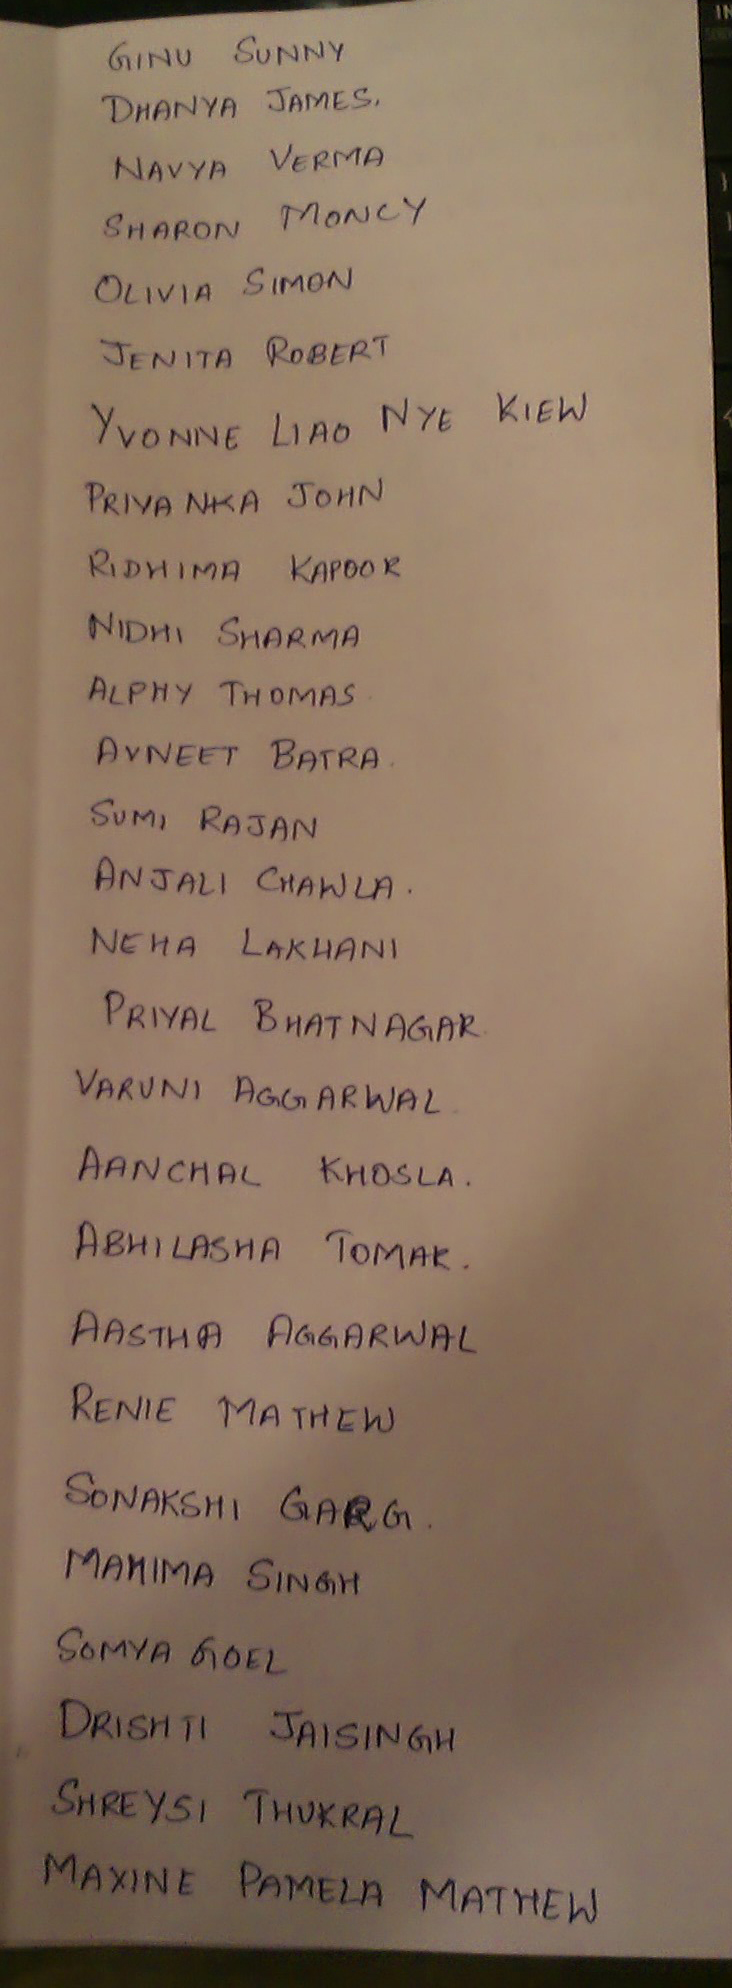 GINU SUNNY
DHANYA JAMES.
NAVYA VERMA
SHARON MONCY
OLIVIA SIMON
JENITA ROBERT
YVONNE LIAO NYE KIEW
PRIYANKA JOHN
RIDHIMA KAPOOR
NIDHI SHARMA
ALPHY THOMAS
AVNEET BATRA.
SUMI RAJAN
ANJALI CHAWLA.
NEHA LAKHANI
PRIYAL BHATNAGAR
VARUNI AGGARWAL
AANCHAL KHOSLA.
ABHILASHA TOMAR.
AASTHA AGGARWAL
RENIE MATHEW
SONAKSHI GARG.
MAHIMA SINGH
SOMYA GOEL
DRISHTI JAISINGH
SHREYSI THUKRAL
MAXINE PAMELA MATHEW